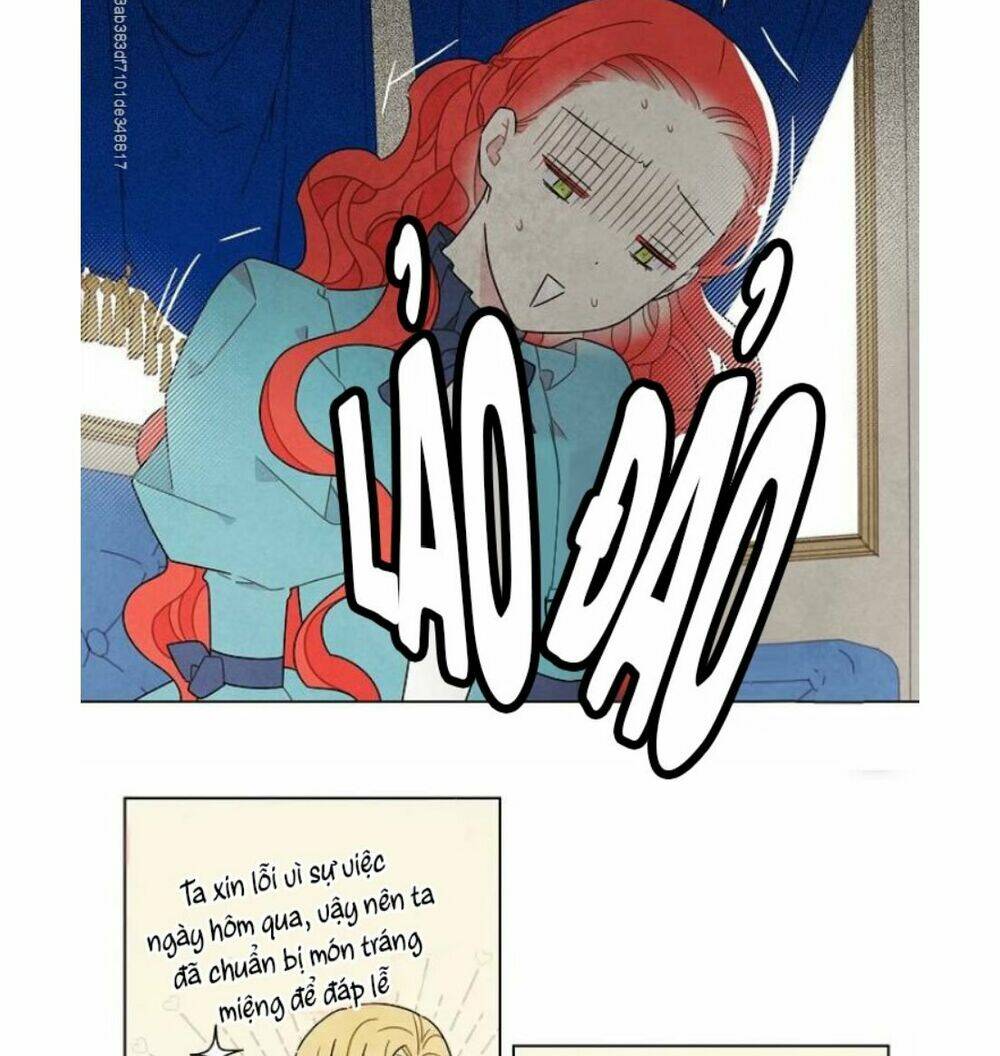 3ab383df7101de348817
LẢO ĐẢO
Ta xin lỗi vì sự việc
ngày hôm qua, vậy nên ta
đã chuẩn bị món tráng
miệng để đáp lễ